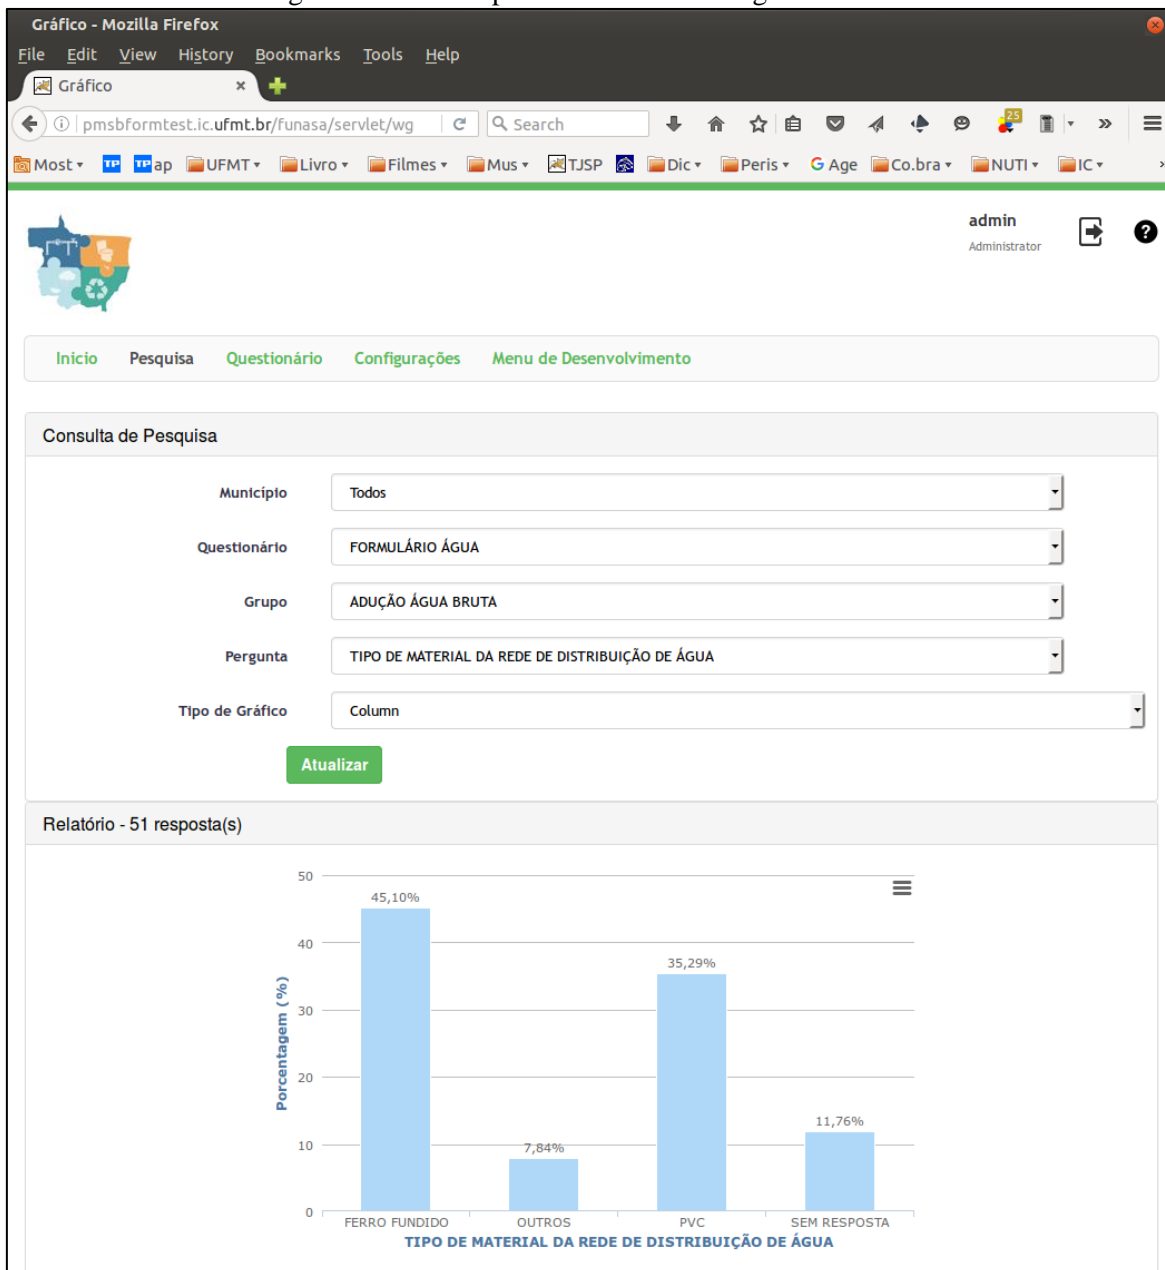 Gráfico - Mozilla Firefox
File Edit View History Bookmarks Tools Help
Gráfico
pmsbformtest.ic.ufmt.br/funasa/servlet/wg Search 25
Most TP TP ap UFMT Livro Filmes Mus TJSP Dic Peris G Age Co.bra NUTI IC
admin
Administrator
Inicio Pesquisa Questionário Configurações Menu de Desenvolvimento
Consulta de Pesquisa
Município Todos
Questionário FORMULÁRIO ÁGUA
Grupo ADUÇÃO ÁGUA BRUTA
Pergunta TIPO DE MATERIAL DA REDE DE DISTRIBUIÇÃO DE ÁGUA
Tipo de Gráfico Column
Atualizar
Relatório - 51 resposta(s)
50
45,10%
40
35,29%
30
Porcentagem (%)
20
11,76%
10
7,84%
0
FERRO FUNDIDO OUTROS PVC SEM RESPOSTA
TIPO DE MATERIAL DA REDE DE DISTRIBUIÇÃO DE ÁGUA